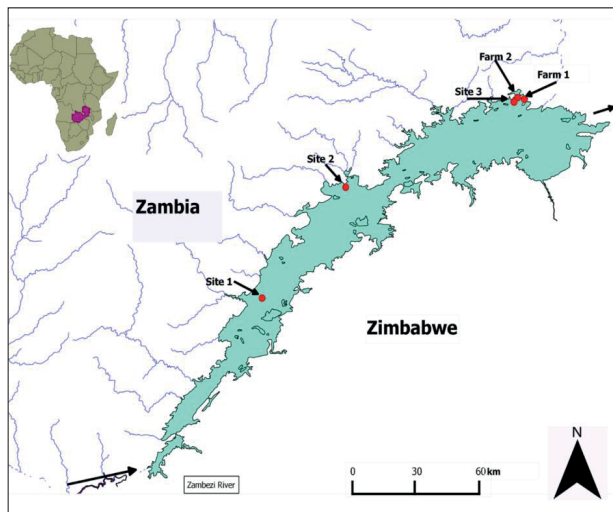 Farm 2
Farm 1
Site 3
Site 2
Zambia
Site 1
Zimbabwe
N
0 30 60 km
Zambezi River